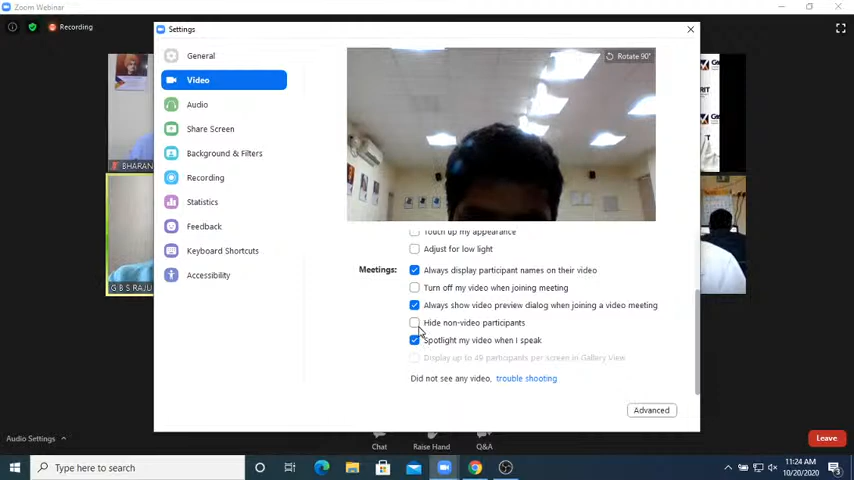 Zoom Webinar
Recording
Settings
General
Video
Audio
Share Screen
Background & Filters
Recording
Statistics
Feedback
Keyboard Shortcuts
Accessibility
Rotate 90°
Touch up my appearance
Adjust for low light
Meetings:
Always display participant names on their video
Turn off my video when joining meeting
Always show video preview dialog when joining a video meeting
Hide non-video participants
Spotlight my video when I speak
Display up to 49 participants per screen in Gallery View
Did not see any video, trouble shooting
Advanced
BHARAN
G B S RAJU
Audio Settings
Chat
Raise Hand
Q&A
Leave
Type here to search
11:24 AM
10/20/2020
3